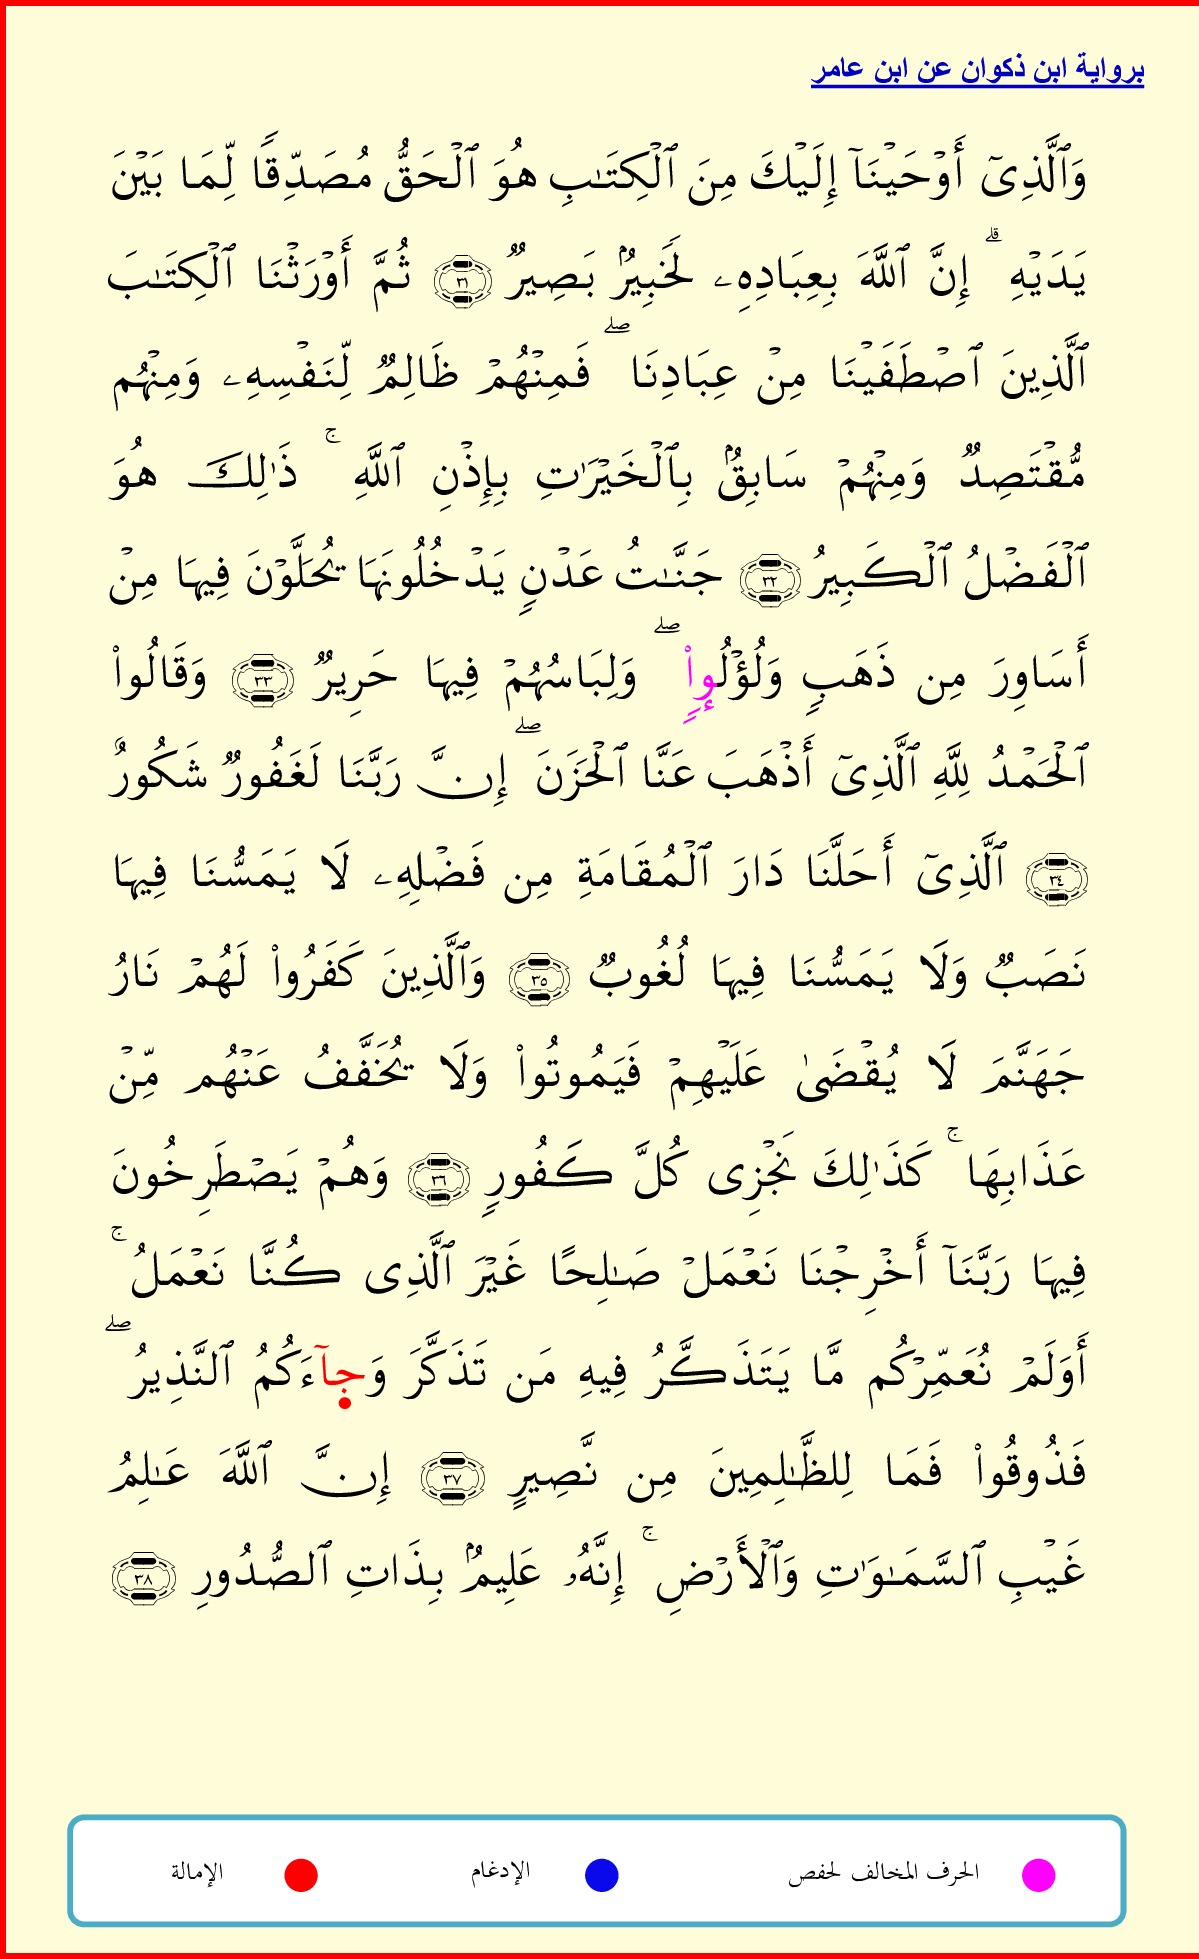 برواية ابن ذكوان عن ابن عامر
وَٱلَّذِىٓ أَوۡحَيۡنَآ إِلَيۡكَ مِنَ ٱلۡكِتَٰبِ هُوَ ٱلۡحَقُّ مُصَدِّقٗا لِّمَا بَيۡنَ
يَدَيۡهِۗ إِنَّ ٱللَّهَ بِعِبَادِهِۦ لَخَبِيرُۢ بَصِيرٞ ٣١ ثُمَّ أَوۡرَثۡنَا ٱلۡكِتَٰبَ
ٱلَّذِينَ ٱصۡطَفَيۡنَا مِنۡ عِبَادِنَاۖ فَمِنۡهُمۡ ظَالِمٞ لِّنَفۡسِهِۦ وَمِنۡهُم
مُّقۡتَصِدٞ وَمِنۡهُمۡ سَابِقُۢ بِٱلۡخَيۡرَٰتِ بِإِذۡنِ ٱللَّهِۚ ذَٰلِكَ هُوَ
ٱلۡفَضۡلُ ٱلۡكَبِيرُ ٣٢ جَنَّٰتُ عَدۡنٖ يَدۡخُلُونَهَا يُحَلَّوۡنَ فِيهَا مِنۡ
أَسَاوِرَ مِن ذَهَبٖ وَلُؤۡلُوٕٖاْۖ وَلِبَاسُهُمۡ فِيهَا حَرِيرٞ ٣٣ وَقَالُواْ
ٱلۡحَمۡدُ لِلَّهِ ٱلَّذِىٓ أَذۡهَبَ عَنَّا ٱلۡحَزَنَۖ إِنَّ رَبَّنَا لَغَفُورٞ شَكُورٌ
٣٤ ٱلَّذِىٓ أَحَلَّنَا دَارَ ٱلۡمُقَامَةِ مِن فَضۡلِهِۦ لَا يَمَسُّنَا فِيهَا
نَصَبٞ وَلَا يَمَسُّنَا فِيهَا لُغُوبٞ ٣٥ وَٱلَّذِينَ كَفَرُواْ لَهُمۡ نَارُ
جَهَنَّمَ لَا يُقۡضَىٰ عَلَيۡهِمۡ فَيَمُوتُواْ وَلَا يُخَفَّفُ عَنۡهُم مِّنۡ
عَذَابِهَاۚ كَذَٰلِكَ نَجۡزِى كُلَّ كَفُورٖ ٣٦ وَهُمۡ يَصۡطَرِخُونَ
فِيهَا رَبَّنَآ أَخۡرِجۡنَا نَعۡمَلۡ صَٰلِحًا غَيۡرَ ٱلَّذِى كُنَّا نَعۡمَلُۚ
أَوَلَمۡ نُعَمِّرۡكُم مَّا يَتَذَكَّرُ فِيهِ مَن تَذَكَّرَ وَجِآءَكُمُ ٱلنَّذِيرُۖ
فَذُوقُواْ فَمَا لِلظَّٰلِمِينَ مِن نَّصِيرٍ ٣٧ إِنَّ ٱللَّهَ عَٰلِمُ
غَيۡبِ ٱلسَّمَٰوَٰتِ وَٱلۡأَرۡضِۚ إِنَّهُۥ عَلِيمُۢ بِذَاتِ ٱلصُّدُورِ ٣٨
الحرف المخالف لحفص الإدغام الإمالة